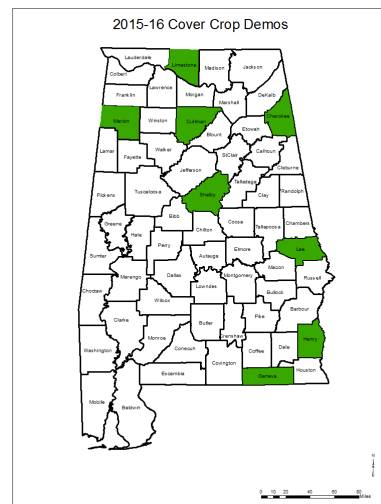 2015-16 Cover Crop Demos
Lauderdale
Limestone
Madison
Jackson
Colbert
Lawrence
Morgan
DeKalb
Franklin
Marshall
Cherokee
Marion
Winston
Cullman
Blount
Etowah
Lamar
Fayette
Walker
StClair
Calhoun
Cleburne
Jefferson
Talladega
Pickens
Tuscaloosa
Shelby
Clay
Randolph
Bibb
Coosa
Tallapoosa
Chambers
Greene
Hale
Chilton
Perry
Lee
Sumter
Autauga
Elmore
Macon
Marengo
Dallas
Montgomery
Russell
Choctaw
Lowndes
Bullock
Wilcox
Barbour
Clarke
Butler
Pike
Monroe
Crenshaw
Henry
Washington
Conecuh
Coffee
Dale
Covington
Houston
Escambia
Geneva
Mobile
Baldwin
0 10 20 40 60 80
Miles